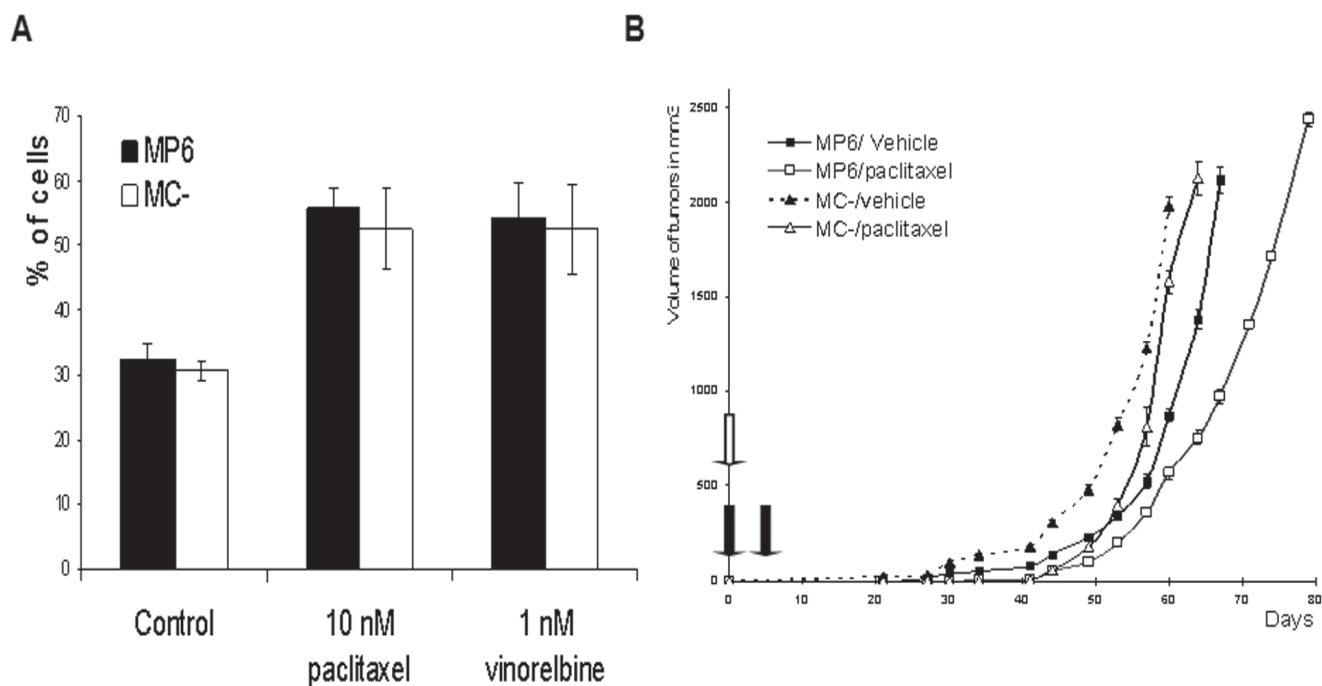 A
% of cells
70
60
50
40
30
20
10
0
MP6
MC-
Control
10 nM
paclitaxel
1 nM
vinorelbine
B
Volume of tumors in mm3
2500
2000
1500
1000
500
0
MP6/ Vehicle
MP6/paclitaxel
MC-/vehicle
MC-/paclitaxel
0 10 20 30 40 50 60 70 80
Days